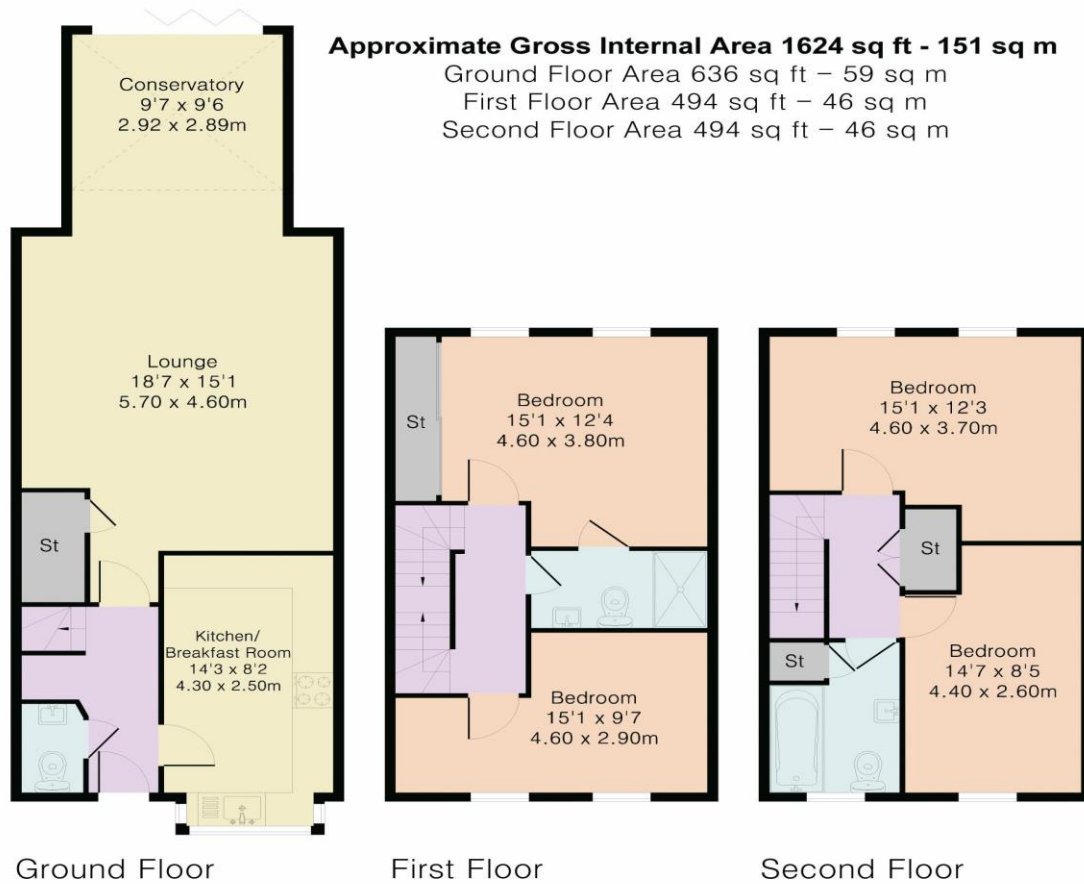 Approximate Gross Internal Area 1624 sq ft - 151 sq m
Ground Floor Area 636 sq ft – 59 sq m
First Floor Area 494 sq ft – 46 sq m
Second Floor Area 494 sq ft – 46 sq m
Conservatory
9'7 x 9'6
2.92 x 2.89m
Lounge
18'7 x 15'1
5.70 x 4.60m
St
Kitchen/
Breakfast Room
14'3 x 8'2
4.30 x 2.50m
Ground Floor
St
Bedroom
15'1 x 12'4
4.60 x 3.80m
Bedroom
15'1 x 9'7
4.60 x 2.90m
First Floor
Bedroom
15'1 x 12'3
4.60 x 3.70m
St
St
Bedroom
14'7 x 8'5
4.40 x 2.60m
Second Floor